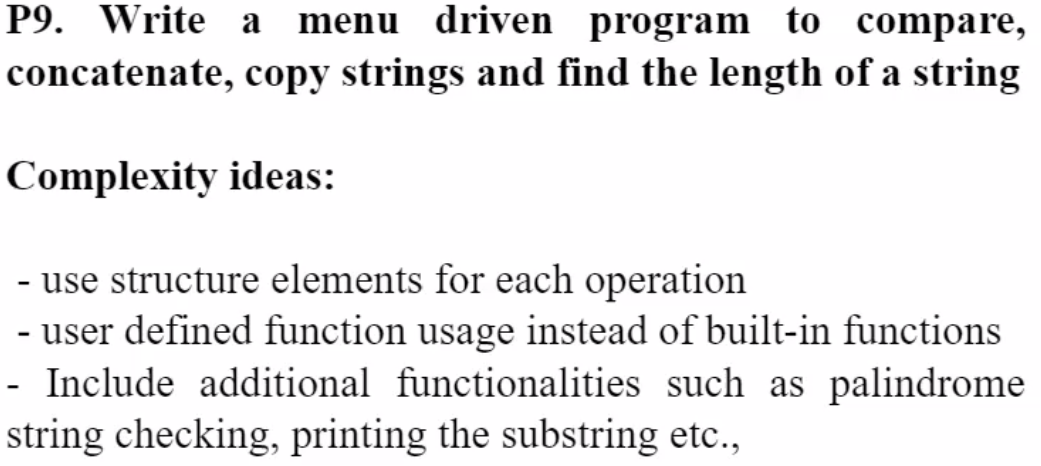 P9. Write a menu driven program to compare,
concatenate, copy strings and find the length of a string
Complexity ideas:
- use structure elements for each operation
- user defined function usage instead of built-in functions
- Include additional functionalities such as palindrome
string checking, printing the substring etc.,